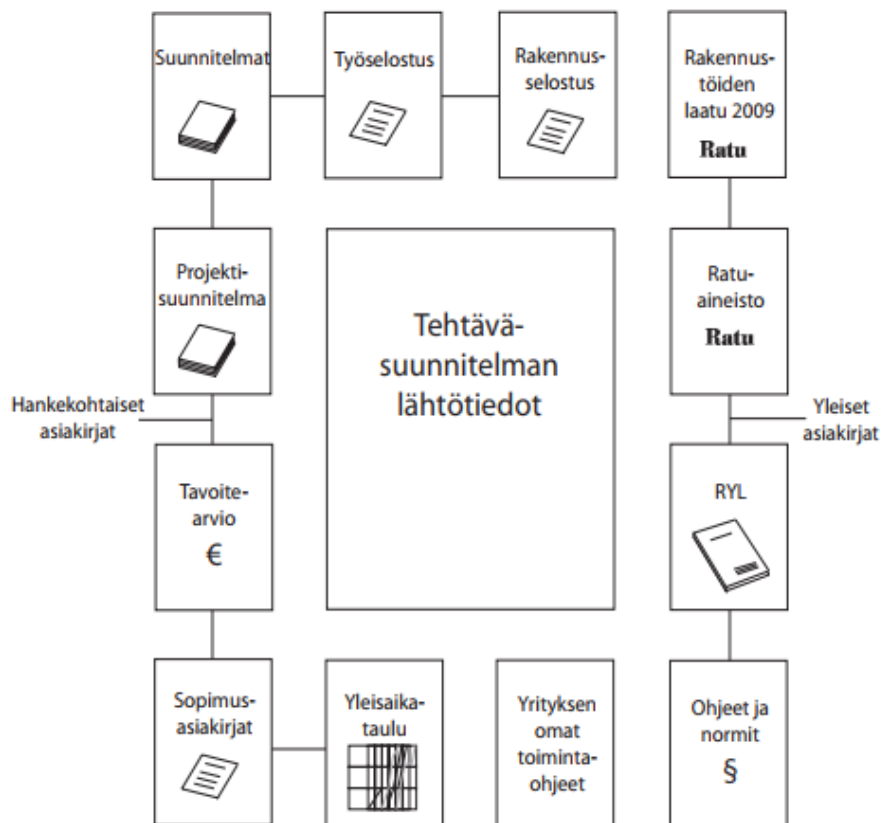 Suunnitelmat
Työselostus
Rakennus-
selostus
Rakennus-
töiden
laatu 2009
Ratu
Projekti-
suunnitelma
Tehtävä-
suunnitelman
lähtötiedot
Ratu-
aineisto
Ratu
Hankekohtaiset
asiakirjat
Yleiset
asiakirjat
Tavoite-
arvio
€
RYL
Sopimus-
asiakirjat
Yleisaika-
taulu
Yrityksen
omat
toiminta-
ohjeet
Ohjeet ja
normit
§